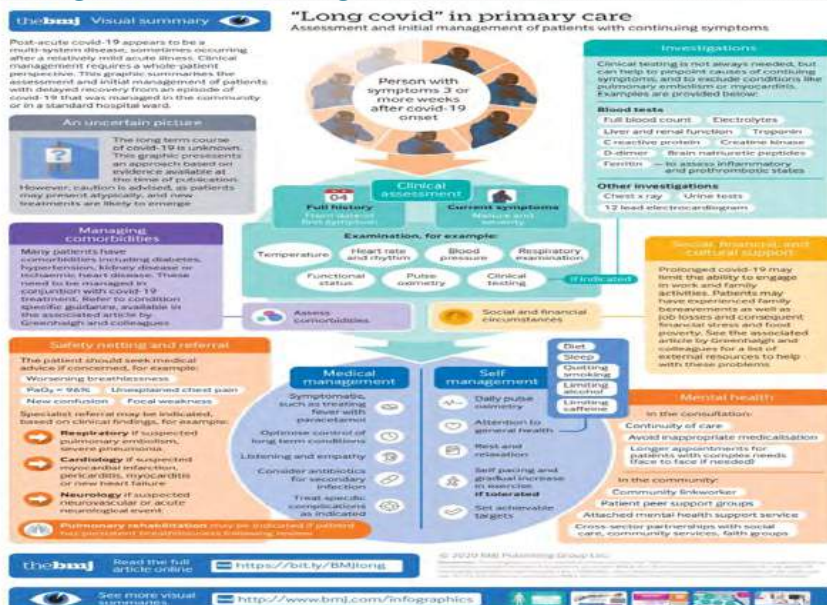 thebmj Visual summary
"Long covid" in primary care
Assessment and initial management of patients with continuing symptoms
Post-acute covid-19 appears to be a
multi-system disease, sometimes occurring
after a relatively mild acute illness. Clinical
management requires a whole-patient
perspective. This graphic summarises the
assessment and initial management of patients
with delayed recovery from an episode of
covid-19 that was managed in the community
or in a standard hospital ward.
Person with
symptoms 3 or
more weeks
after covid-19
onset
Investigations
Clinical testing is not always needed, but
can help to pinpoint causes of continuing
symptoms, and to exclude conditions like
pulmonary embolism or myocarditis.
Examples are provided below:
Blood tests
Full blood count Electrolytes
Liver and renal function Troponin
C reactive protein Creatine kinase
D-dimer Brain natriuretic peptides
Ferritin — to assess inflammatory
and prothrombotic states
Other investigations
Chest x ray Urine tests
12 lead electrocardiogram
An uncertain picture
?
The long term course
of covid-19 is unknown.
This graphic presesents
an approach based on
evidence available at
the time of publication.
However, caution is advised, as patients
may present atypically, and new
treatments are likely to emerge
Clinical
assessment
04
Full history
From date of
first symptom
Current symptoms
Nature and
severity
Examination, for example:
Temperature
Heart rate
and rhythm
Blood
pressure
Respiratory
examination
Functional
status
Pulse
oximetry
Clinical
testing
If indicated
Managing
comorbidities
Many patients have
comorbidities including diabetes,
hypertension, kidney disease or
ischaemic heart disease. These
need to be managed in
conjuntion with covid-19
treatment. Refer to condition
specific guidance, available in
the associated article by
Greenhalgh and colleagues
Assess
comorbidities
Social and financial
circumstances
Social, financial, and
cultural support
Prolonged covid-19 may
limit the ability to engage
in work and family
activities. Patients may
have experienced family
bereavements as well as
job losses and consequent
financial stress and food
poverty. See the associated
article by Greenhalgh and
colleagues for a list of
external resources to help
with these problems
Safety netting and referral
The patient should seek medical
advice if concerned, for example:
Worsening breathlessness
Unexplained chest pain
New confusion Focal weakness
Specialist referral may be indicated,
based on clinical findings, for example:
Respiratory if suspected
pulmonary embolism,
severe pneumonia
Cardiology if suspected
myocardial infarction,
pericarditis, myocarditis
or new heart failure
Neurology if suspected
neurovascular or acute
neurological event
Pulmonary rehabilitation may be indicated if patient
has persistent breathlessness following review
Medical
management
Symptomatic,
such as treating
fever with
paracetamol
Optimise control of
long term conditions
Listening and empathy
Consider antibiotics
for secondary
infection
Treat specific
complications
as indicated
Self
management
Daily pulse
oximetry
Attention to
general health
Rest and
relaxation
Self pacing and
gradual increase
in exercise
if tolerated
Set achievable
targets
Diet
Sleep
Quitting
smoking
Limiting
alcohol
Limiting
caffeine
Mental health
In the consultation:
Continuity of care
Avoid inappropriate medicalisation
Longer appointments for
patients with complex needs
(face to face if needed)
In the community:
Community linkworker
Patient peer support groups
Attached mental health support service
Cross-sector partnerships with social
care, community services, faith groups
thebmj Read the full
article online
https://bit.ly/BMJlong
© 2020 BMJ Publishing Group Ltd.
See more visual
summaries
http://www.bmj.com/infographics